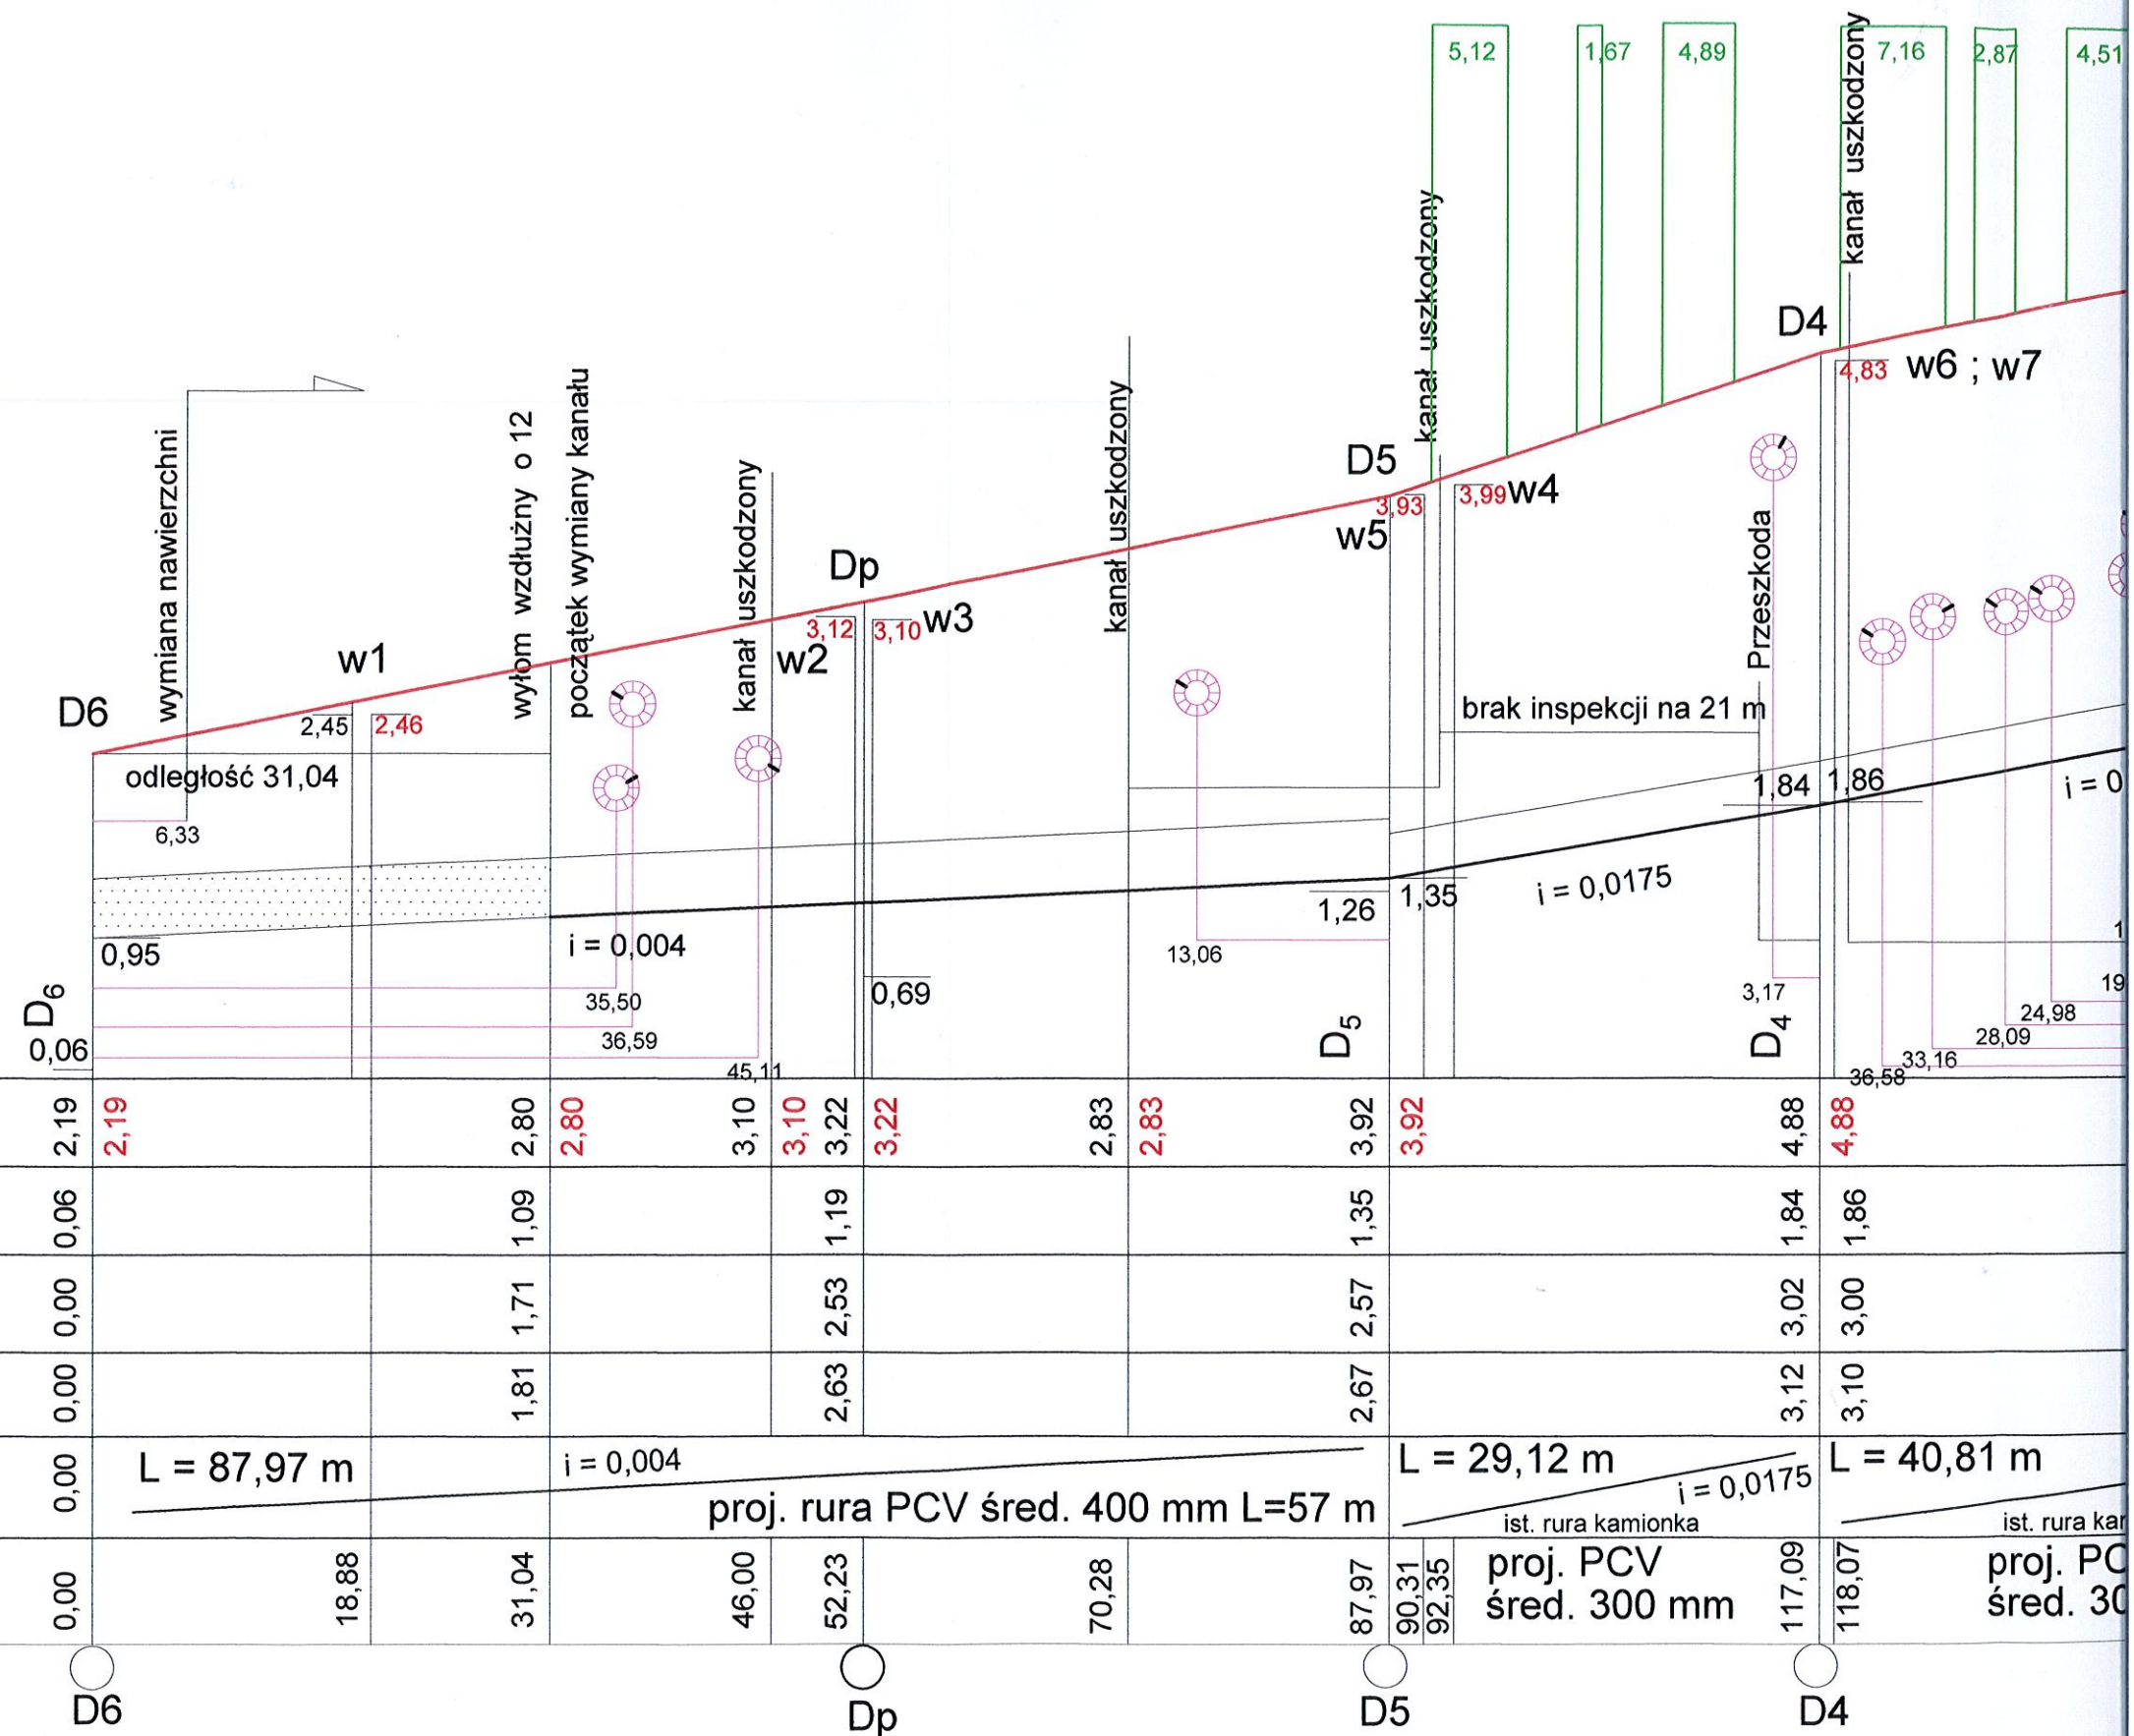 5,12
1,67
4,89
7,16
2,87
4,51
kanał uszkodzony
kanał uszkodzony
D4
4,83
w6 ; w7
wymiana nawierzchni
wyłom wzdłużny o 12
początek wymiany kanału
kanał uszkodzony
kanał uszkodzony
D5
3,93
3,99
w4
w5
Przeszkoda
Dp
3,12
3,10
w3
w2
w1
2,45
2,46
D6
brak inspekcji na 21 m
odległość 31,04
6,33
1,84
1,86
i = 0
i = 0,0175
1,26
1,35
0,95
i = 0,004
13,06
0,69
35,50
36,59
45,11
3,17
1
19
24,98
28,09
33,16
36,58
D6
0,06
D5
D4
2,19 2,19 2,80 2,80 3,10 3,10 3,22 3,22 2,83 2,83 3,92 3,92 4,88 4,88
0,06 1,09 1,19 1,35 1,84 1,86
0,00 1,71 2,53 2,57 3,02 3,00
0,00 1,81 2,63 2,67 3,12 3,10
0,00
L = 87,97 m
i = 0,004
proj. rura PCV śred. 400 mm L=57 m
L = 29,12 m
i = 0,0175
ist. rura kamionka
L = 40,81 m
ist. rura kar
0,00 18,88 31,04 46,00 52,23 70,28 87,97 90,31 92,35
proj. PCV
śred. 300 mm
117,09 118,07
proj. PC
śred. 30
D6
Dp
D5
D4